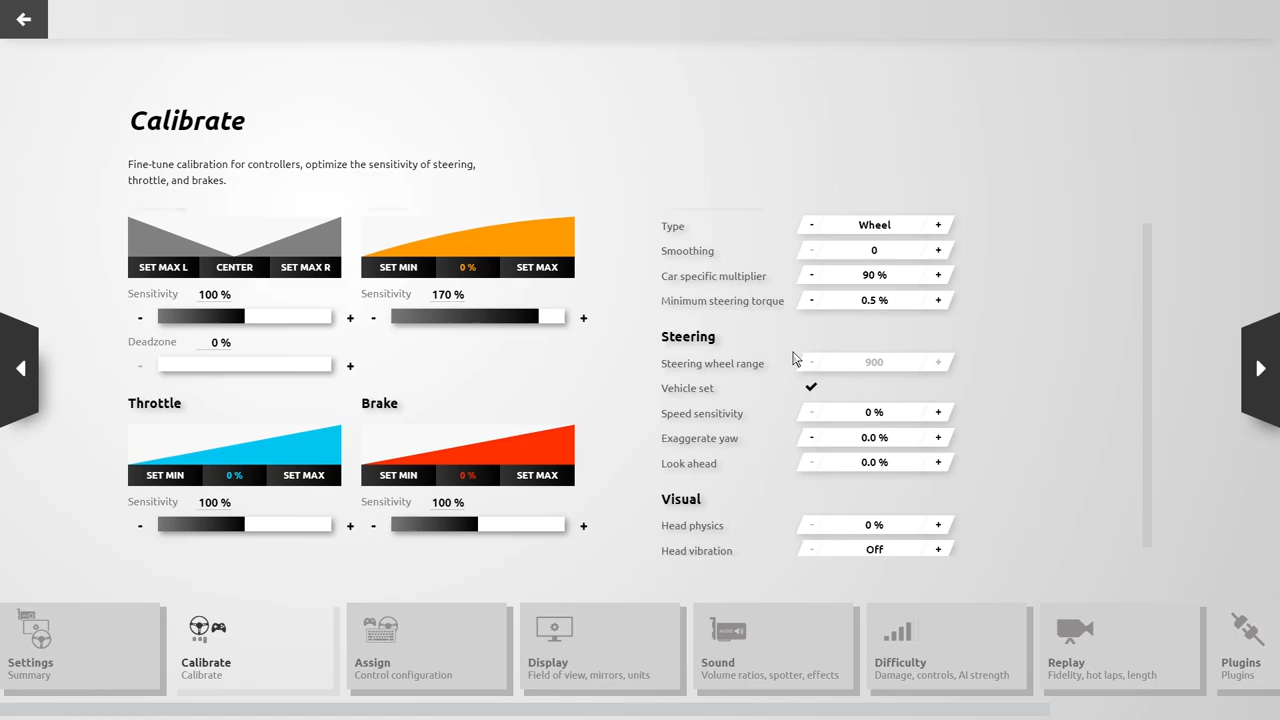 Calibrate
Fine-tune calibration for controllers, optimize the sensitivity of steering,
throttle, and brakes.
SET MAX L CENTER SET MAX R
Sensitivity 100 %
- +
Deadzone 0 %
- +
SET MIN 0 % SET MAX
Sensitivity 170 %
- +
Throttle
SET MIN 0 % SET MAX
Sensitivity 100 %
- +
Brake
SET MIN 0 % SET MAX
Sensitivity 100 %
- +
Type - Wheel +
Smoothing - 0 +
Car specific multiplier - 90 % +
Minimum steering torque - 0.5 % +
Steering
Steering wheel range - 900 +
Vehicle set
Speed sensitivity - 0 % +
Exaggerate yaw - 0.0 % +
Look ahead - 0.0 % +
Visual
Head physics - 0 % +
Head vibration - Off +
Settings
Summary
Calibrate
Calibrate
Assign
Control configuration
Display
Field of view, mirrors, units
AUDIO
Sound
Volume ratios, spotter, effects
Difficulty
Damage, controls, AI strength
Replay
Fidelity, hot laps, length
Plugins
Plugins